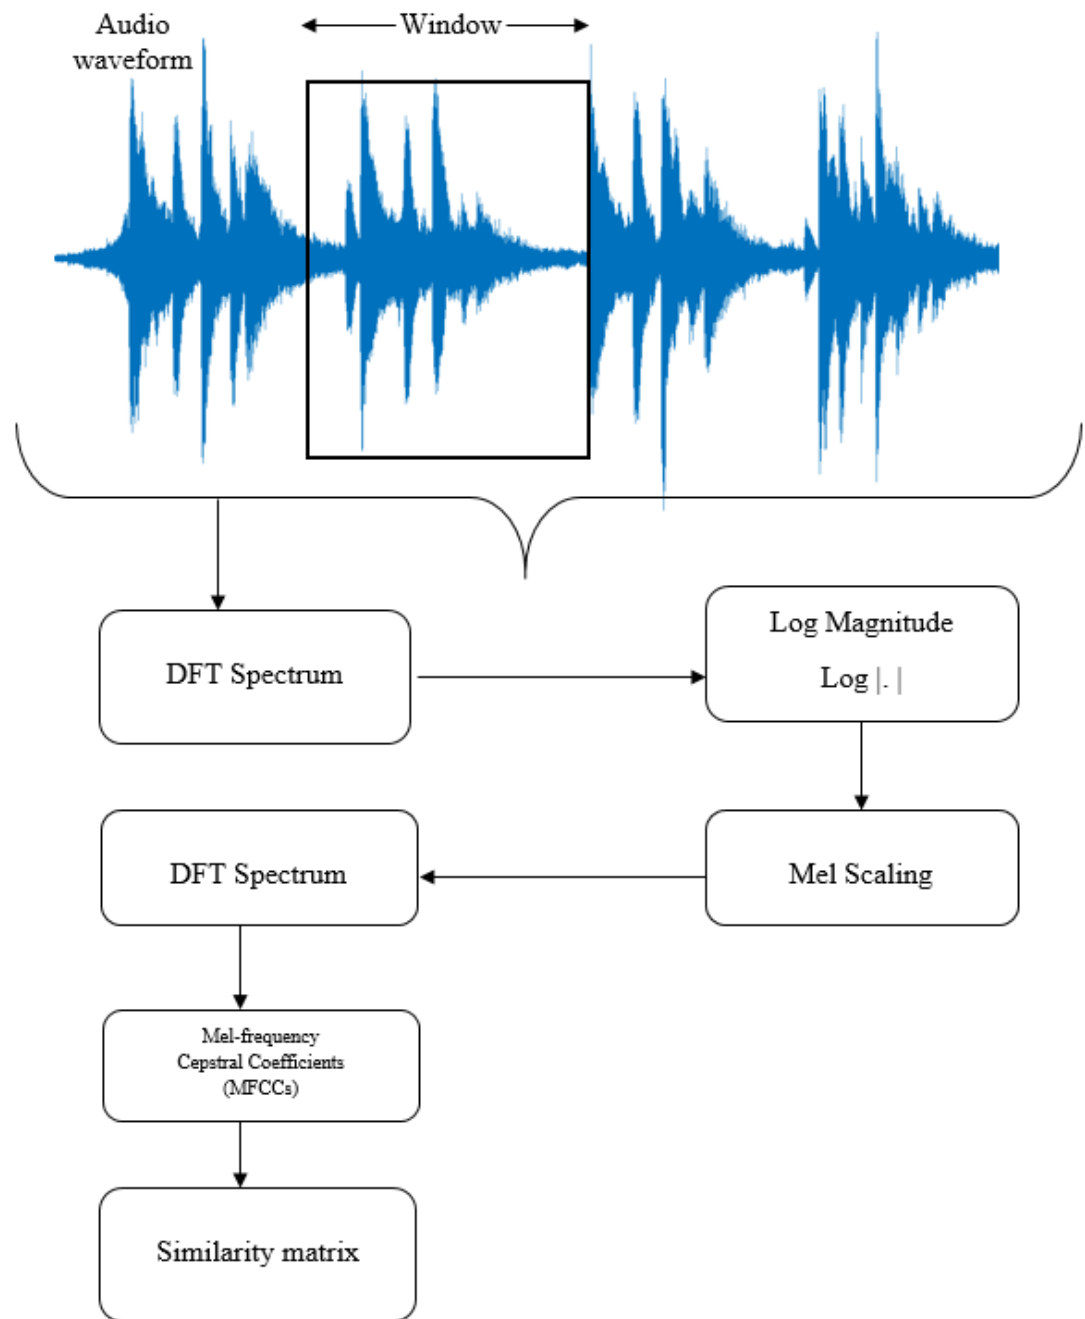 Audio
waveform
Window
DFT Spectrum
Log Magnitude
Log |. |
DFT Spectrum
Mel Scaling
Mel-frequency
Cepstral Coefficients
(MFCCs)
Similarity matrix